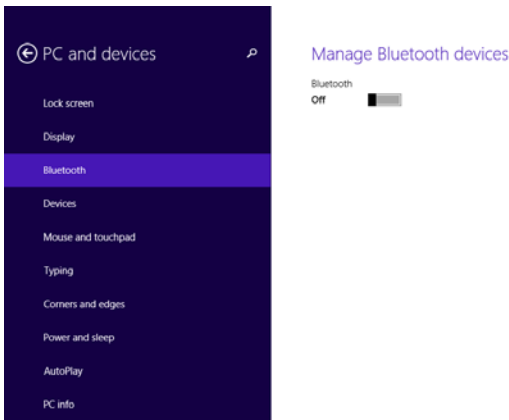 PC and devices
Lock screen
Display
Bluetooth
Devices
Mouse and touchpad
Typing
Corners and edges
Power and sleep
AutoPlay
PC info
Manage Bluetooth devices
Bluetooth
Off